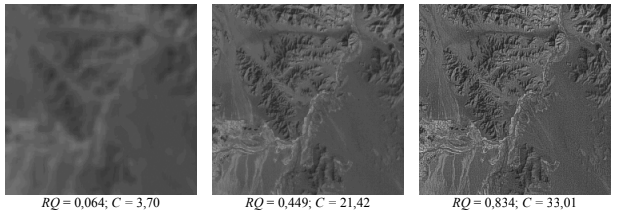 RQ = 0,064; C = 3,70
RQ = 0,449; C = 21,42
RQ = 0,834; C = 33,01